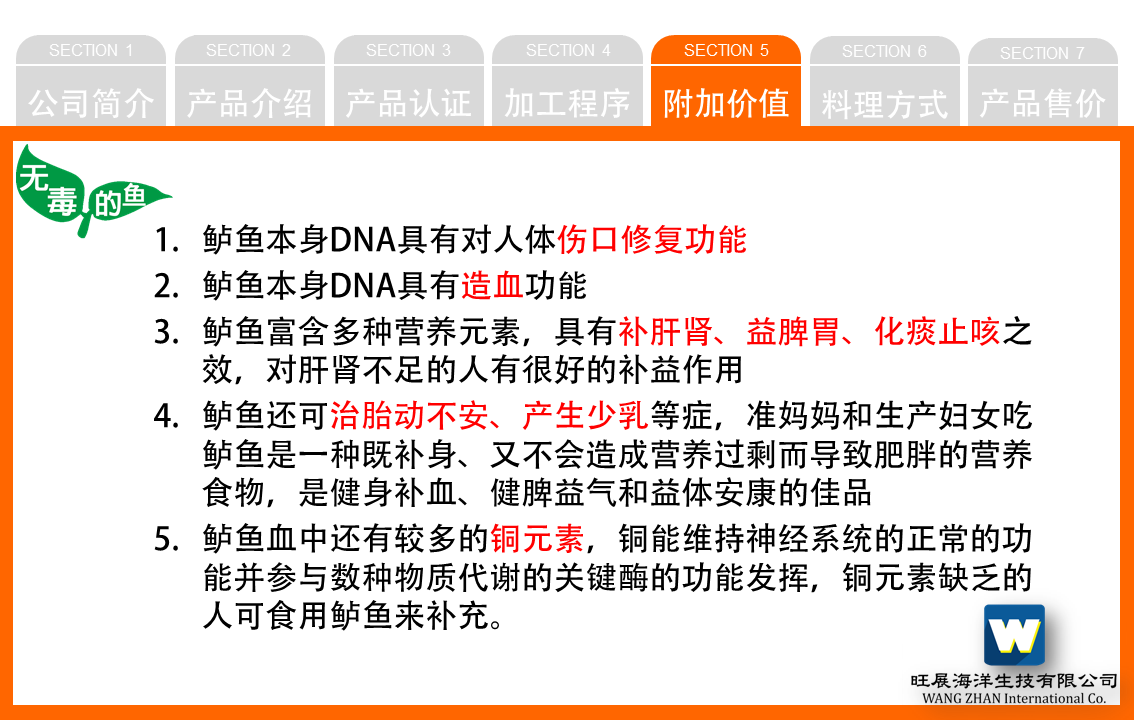 SECTION 1
SECTION 2
SECTION 3
SECTION 4
SECTION 5
SECTION 6
SECTION 7
公司简介
产品介绍
产品认证
加工程序
附加价值
料理方式
产品售价
无毒的鱼
1. 鲈鱼本身DNA具有对人体伤口修复功能
2. 鲈鱼本身DNA具有造血功能
3. 鲈鱼富含多种营养元素，具有补肝肾、益脾胃、化痰止咳之
效，对肝肾不足的人有很好的补益作用
4. 鲈鱼还可治胎动不安、产生少乳等症，准妈妈和生产妇女吃
鲈鱼是一种既补身、又不会造成营养过剩而导致肥胖的营养
食物，是健身补血、健脾益气和益体安康的佳品
5. 鲈鱼血中还有较多的铜元素，铜能维持神经系统的正常的功
能并参与数种物质代谢的关键酶的功能发挥，铜元素缺乏的
人可食用鲈鱼来补充。
W
旺展海洋生技有限公司
WANG ZHAN International Co.